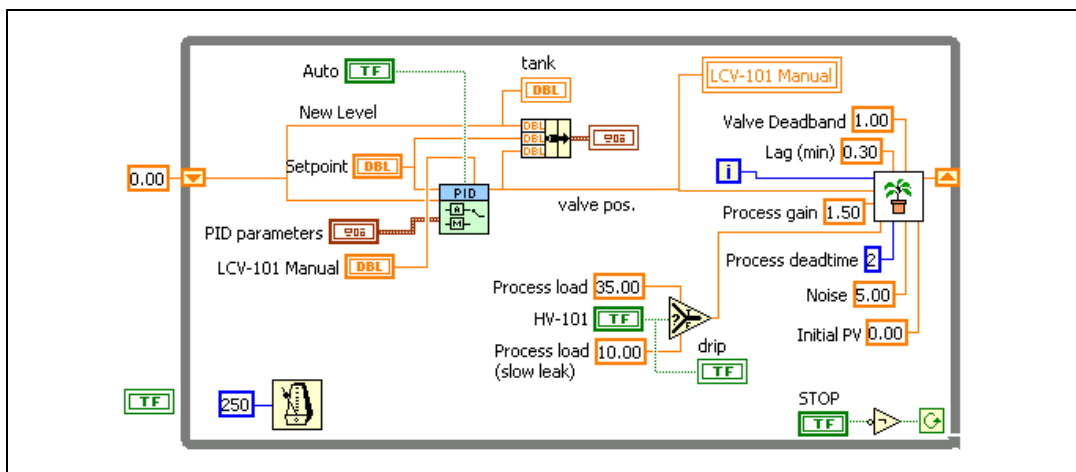 tank
Auto
TF
DBL
LCV-101 Manual
New Level
Valve Deadband
1.00
DBL
DBL
DBL
Lag (min)
0.30
Setpoint
DBL
i
0.00
PID
A
M
valve pos.
Process gain
1.50
PID parameters
LCV-101 Manual
DBL
Process deadtime
2
Process load
35.00
Noise
5.00
HV-101
TF
?
T
F
Initial PV
0.00
drip
TF
Process load
(slow leak)
10.00
TF
250
STOP
TF